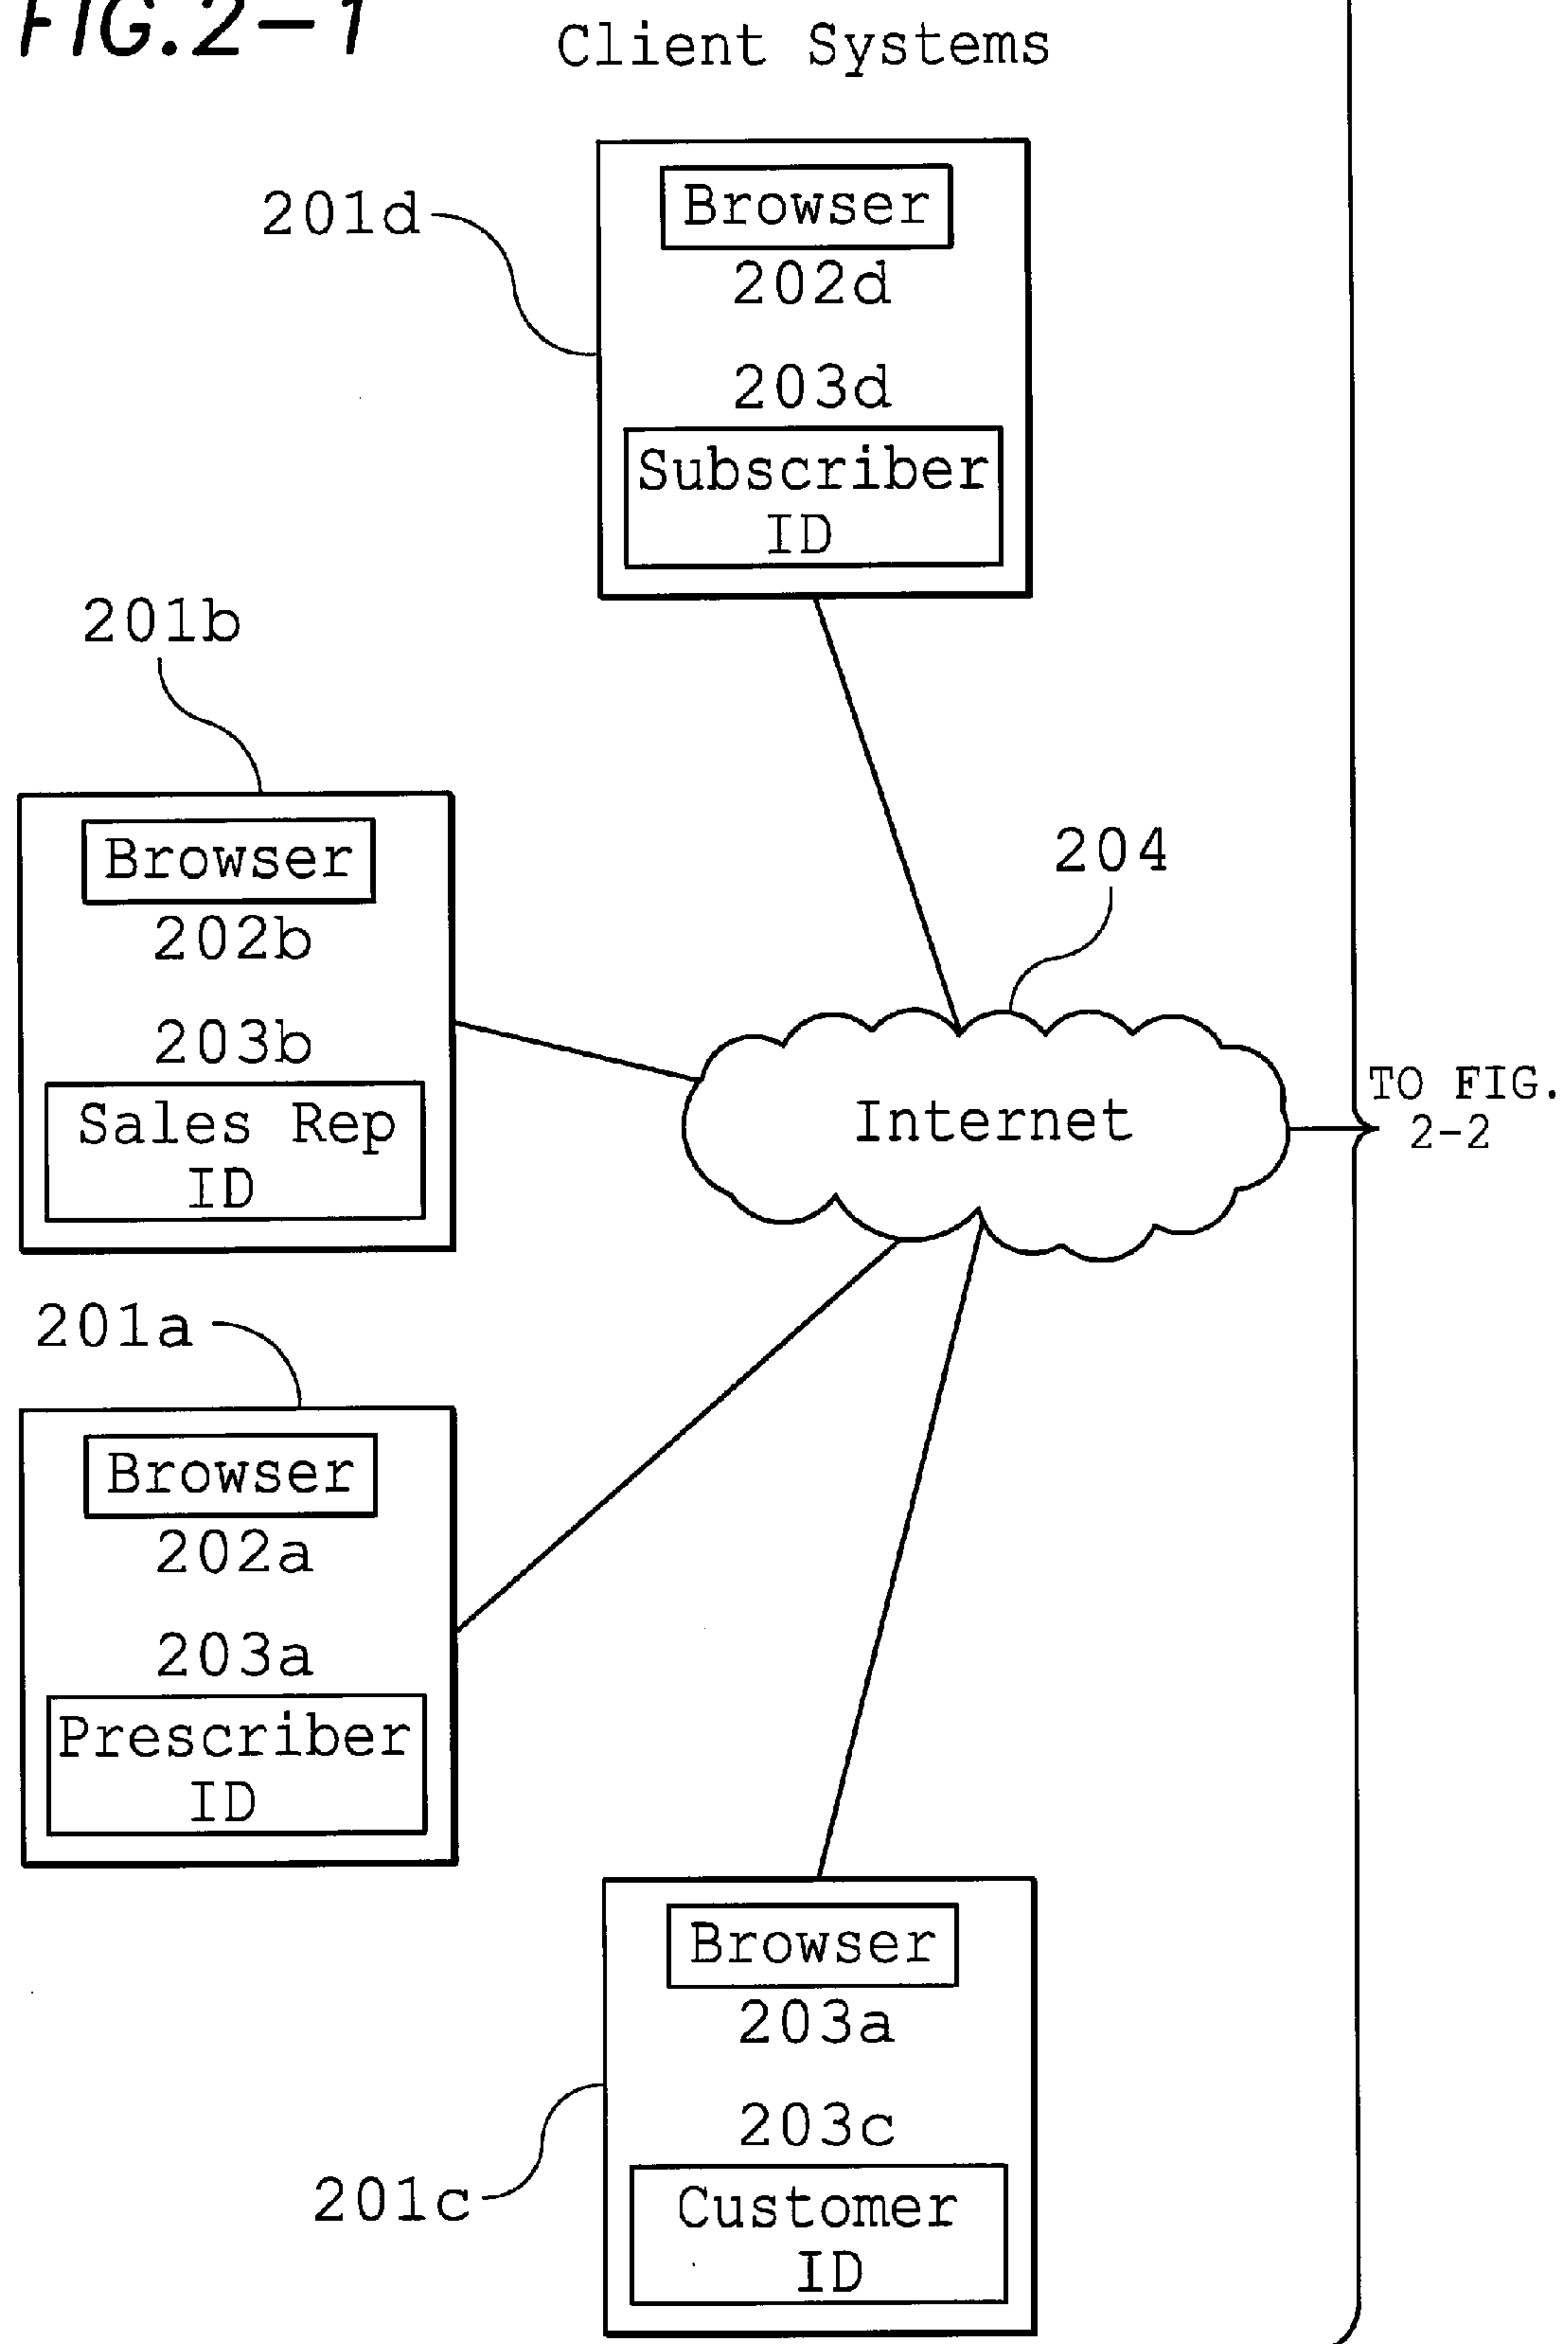 FIG.2-1
Client Systems
201d
Browser
202d
203d
Subscriber
ID
201b
Browser
202b
203b
Sales Rep
ID
204
Internet
TO FIG.
2-2
201a
Browser
202a
203a
Prescriber
ID
Browser
203a
203c
201c
Customer
ID